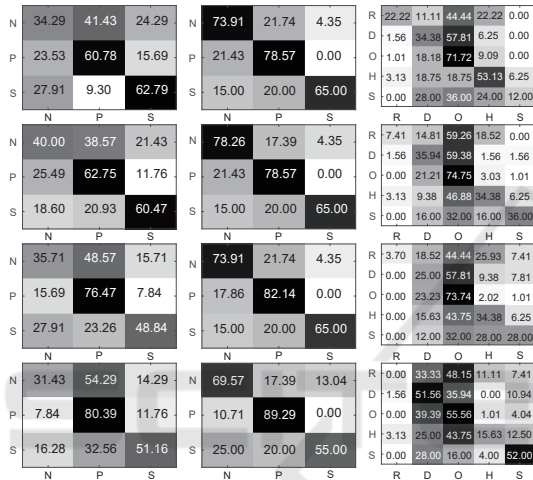 N 34.29 41.43 24.29
P 23.53 60.78 15.69
S 27.91 9.30 62.79
N P S
73.91 21.74 4.35
21.43 78.57 0.00
15.00 20.00 65.00
N P S
R 22.22 11.11 44.44 22.22 0.00
D 1.56 34.38 57.81 6.25 0.00
O 1.01 18.18 71.72 9.09 0.00
H 3.13 18.75 18.75 53.13 6.25
S 0.00 28.00 36.00 24.00 12.00
R D O H S
N 40.00 38.57 21.43
P 25.49 62.75 11.76
S 18.60 20.93 60.47
N P S
N 78.26 17.39 4.35
P 21.43 78.57 0.00
S 15.00 20.00 65.00
N P S
R 7.41 14.81 59.26 18.52 0.00
D 1.56 35.94 59.38 1.56 1.56
O 0.00 21.21 74.75 3.03 1.01
H 3.13 9.38 46.88 34.38 6.25
S 0.00 16.00 32.00 16.00 36.00
R D O H S
N 35.71 48.57 15.71
P 15.69 76.47 7.84
S 27.91 23.26 48.84
N P S
N 73.91 21.74 4.35
P 17.86 82.14 0.00
S 15.00 20.00 65.00
N P S
R 3.70 18.52 44.44 25.93 7.41
D 0.00 25.00 57.81 9.38 7.81
O 0.00 23.23 73.74 2.02 1.01
H 0.00 15.63 43.75 34.38 6.25
S 0.00 12.00 32.00 28.00 28.00
R D O H S
N 31.43 54.29 14.29
P 7.84 80.39 11.76
S 16.28 32.56 51.16
N P S
N 69.57 17.39 13.04
P 10.71 89.29 0.00
S 25.00 20.00 55.00
N P S
R 0.00 33.33 48.15 11.11 7.41
D 1.56 51.56 35.94 0.00 10.94
O 0.00 39.39 55.56 1.01 4.04
H 3.13 25.00 43.75 15.63 12.50
S 0.00 28.00 16.00 4.00 52.00
R D O H S